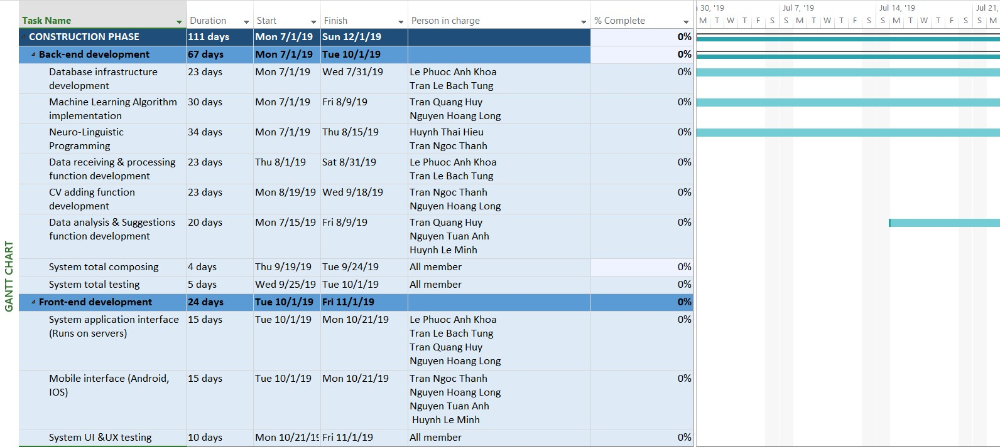 Task Name Duration Start Finish Person in charge % Complete
30, '19 Jul 7, '19 Jul 14, '19 Jul 21,
M T W T F S S M T W T F S S M T W T F S S M
CONSTRUCTION PHASE 111 days Mon 7/1/19 Sun 12/1/19 0%
Back-end development 67 days Mon 7/1/19 Tue 10/1/19 0%
Database infrastructure 23 days Mon 7/1/19 Wed 7/31/19 Le Phuoc Anh Khoa 0%
development Tran Le Bach Tung
Machine Learning Algorithm 30 days Mon 7/1/19 Fri 8/9/19 Tran Quang Huy 0%
implementation Nguyen Hoang Long
Neuro-Linguistic 34 days Mon 7/1/19 Thu 8/15/19 Huynh Thai Hieu 0%
Programming Tran Ngoc Thanh
Data receiving & processing 23 days Thu 8/1/19 Sat 8/31/19 Le Phuoc Anh Khoa 0%
function development Tran Le Bach Tung
CV adding function 23 days Mon 8/19/19 Wed 9/18/19 Tran Ngoc Thanh 0%
development Nguyen Hoang Long
Data analysis & Suggestions 20 days Mon 7/15/19 Fri 8/9/19 Tran Quang Huy 0%
function development Nguyen Tuan Anh
Huynh Le Minh
System total composing 4 days Thu 9/19/19 Tue 9/24/19 All member 0%
System total testing 5 days Wed 9/25/19 Tue 10/1/19 All member 0%
Front-end development 24 days Tue 10/1/19 Fri 11/1/19 0%
System application interface 15 days Tue 10/1/19 Mon 10/21/19 Le Phuoc Anh Khoa 0%
(Runs on servers) Tran Le Bach Tung
Tran Quang Huy
Nguyen Hoang Long
Mobile interface (Android, 15 days Tue 10/1/19 Mon 10/21/19 Tran Ngoc Thanh 0%
IOS) Nguyen Hoang Long
Nguyen Tuan Anh
Huynh Le Minh
System UI &UX testing 10 days Mon 10/21/19 Fri 11/1/19 All member 0%
GANTT CHART